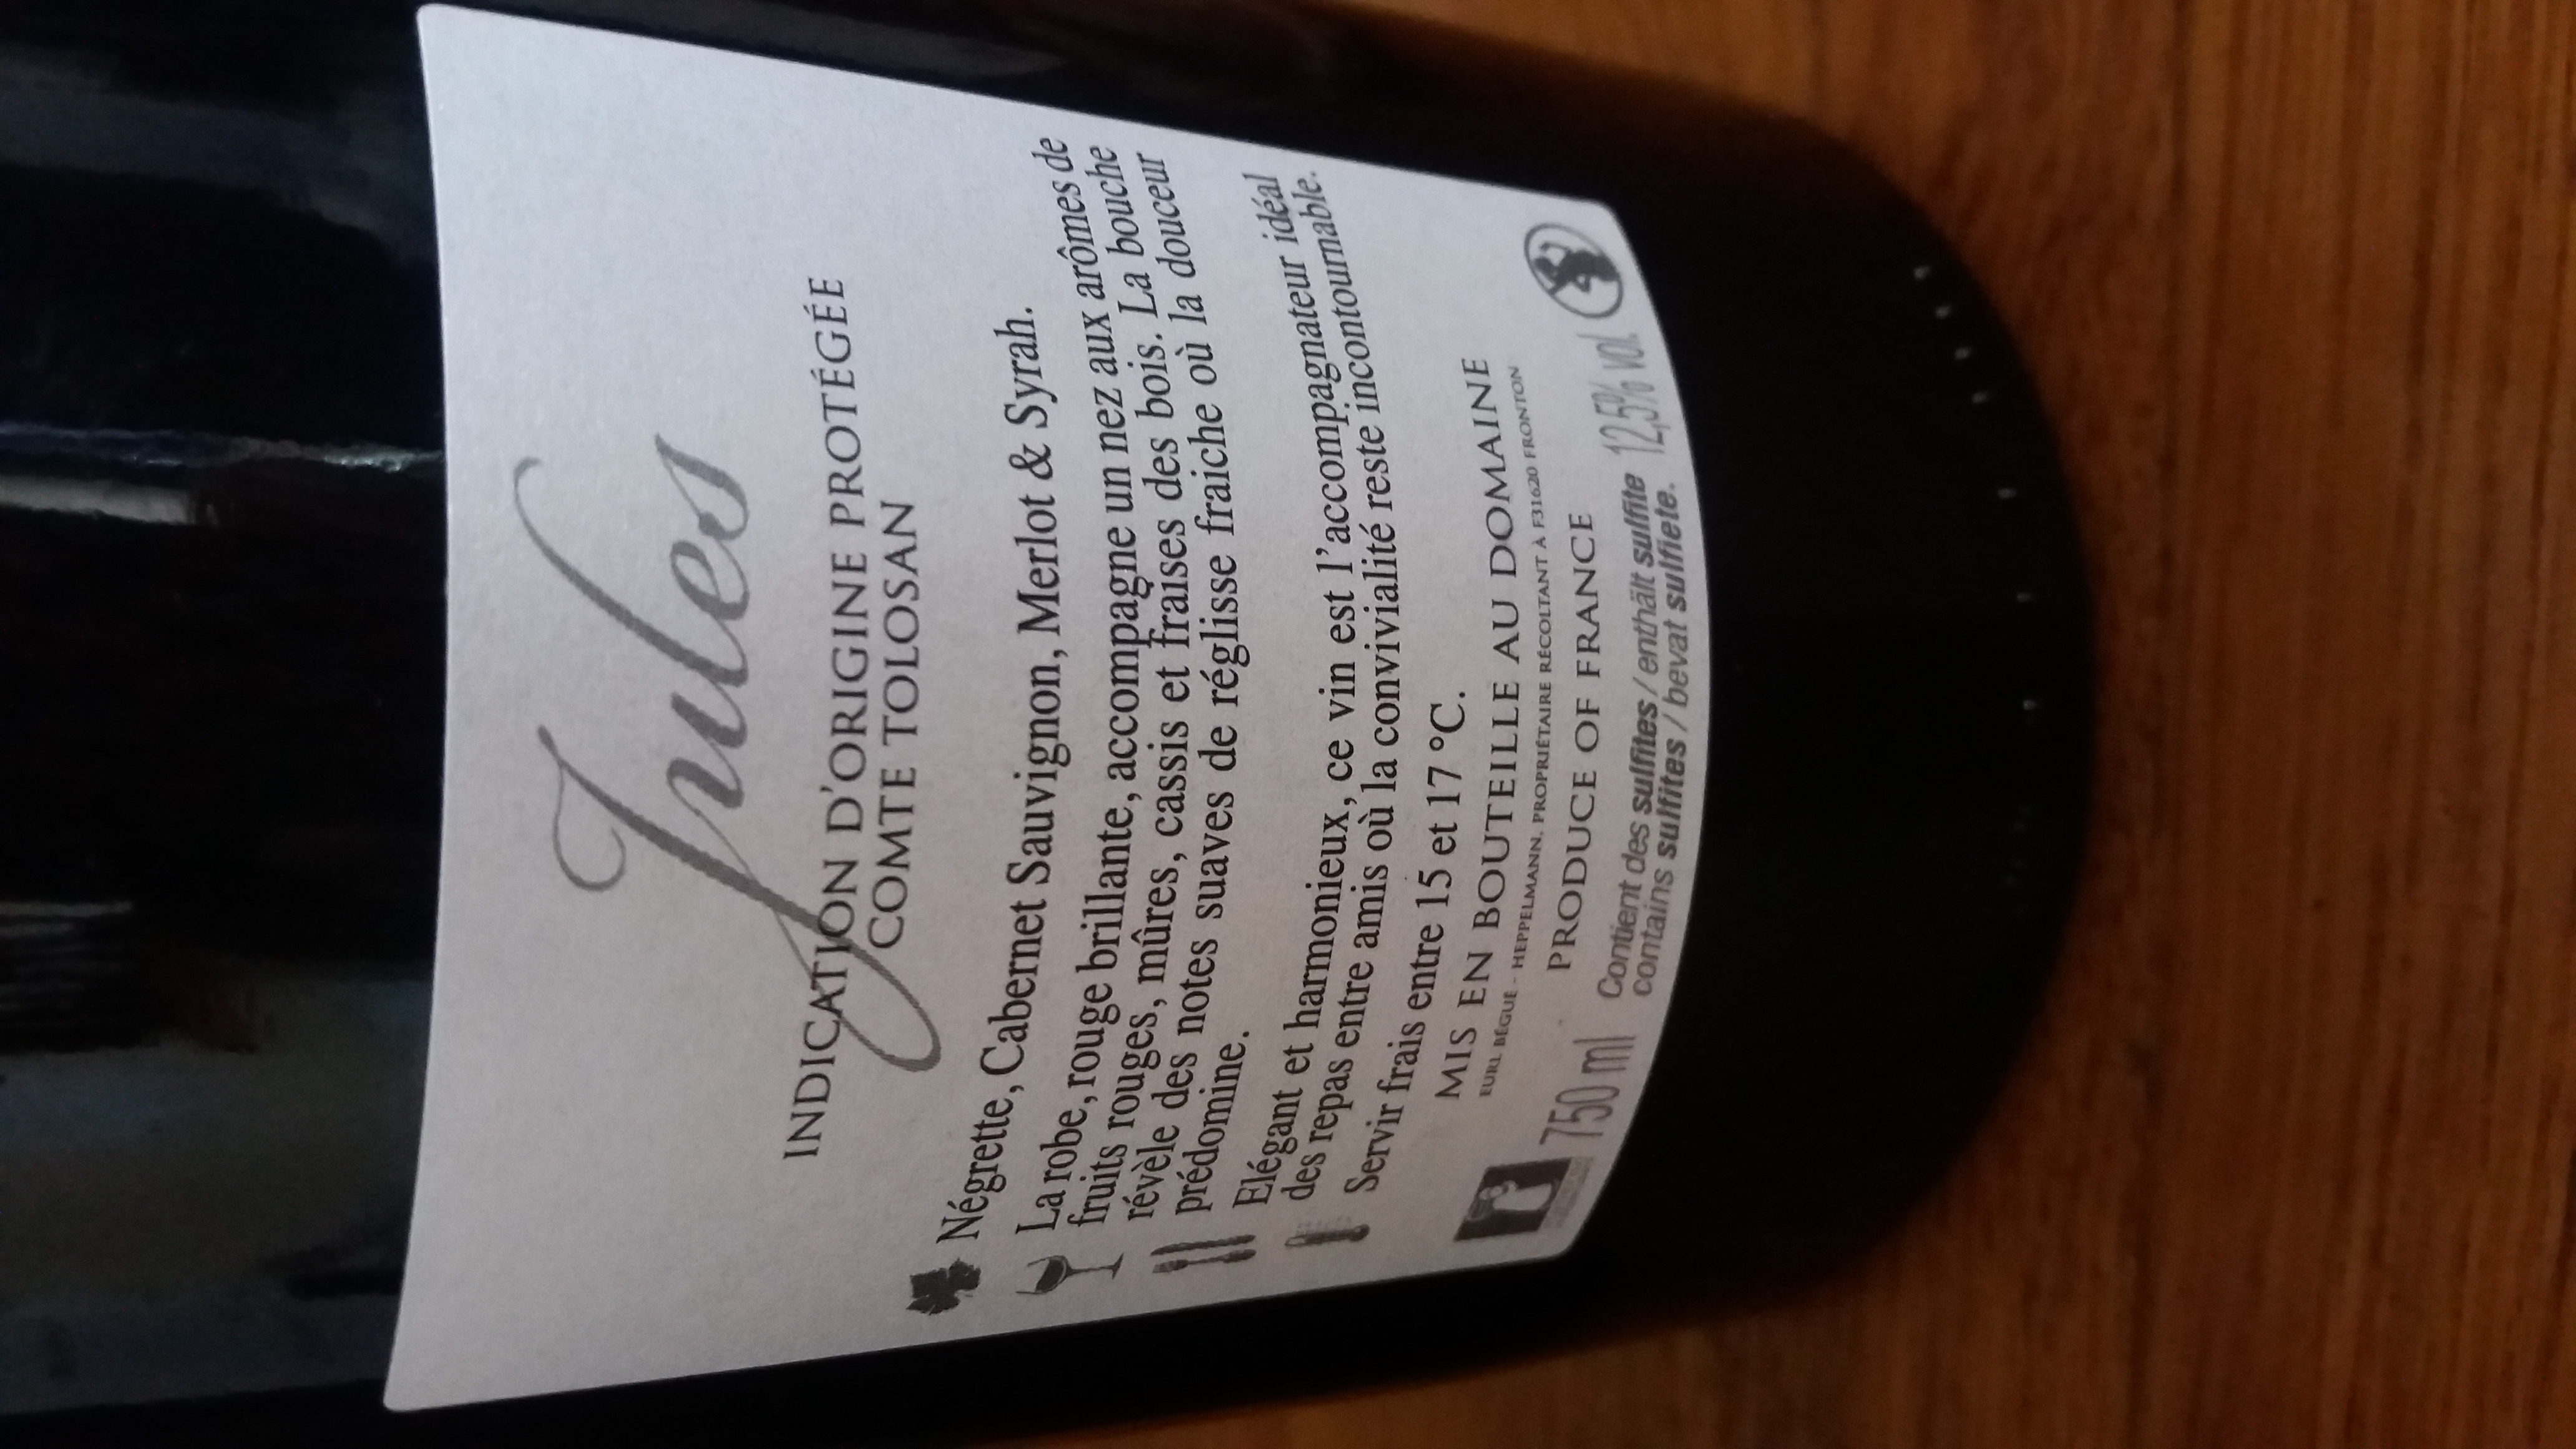 Jules
INDICATION D'ORIGINE PROTÉGÉE
COMTE TOLOSAN
Négrette, Cabernet Sauvignon, Merlot & Syrah.
La robe, rouge brillante, accompagne un nez aux arômes de
fruits rouges, mûres, cassis et fraises des bois. La bouche
révèle des notes suaves de réglisse fraiche où la douceur
prédomine.
Elégant et harmonieux, ce vin est l'accompagnateur idéal
des repas entre amis où la convivialité reste incontournable.
Servir frais entre 15 et 17 °C.
MIS EN BOUTEILLE AU DOMAINE
EURL BÉGUÉ - HEPPELMANN, PROPRIÉTAIRE RÉCOLTANT À F31620 FRONTON
PRODUCE OF FRANCE
750 ml
Contient des sulfites / enthält sulfite
contains sulfites / bevat sulfiete.
12,5% vol.